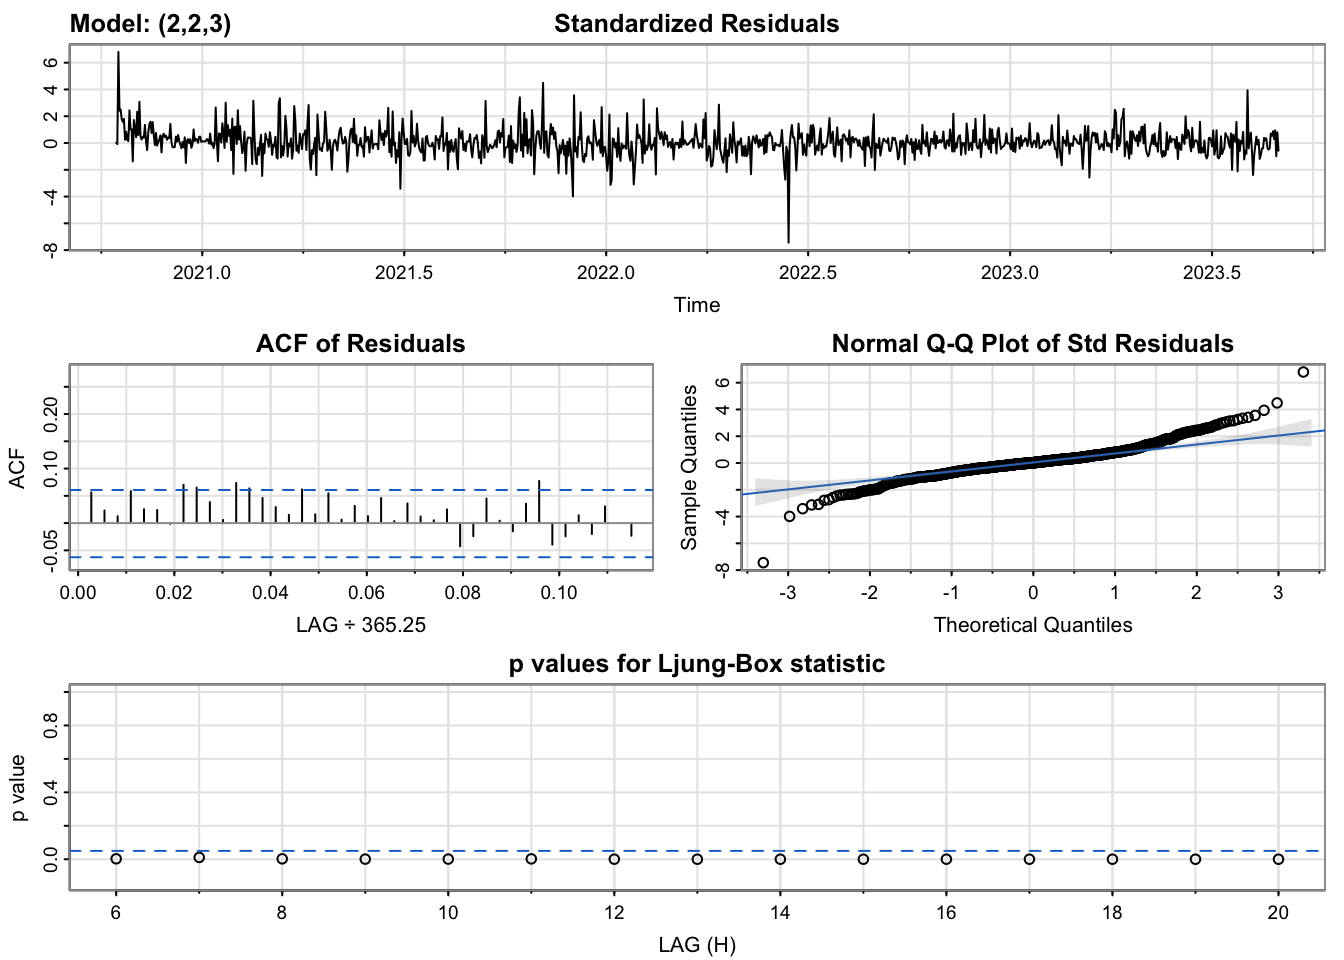 Model: (2,2,3) Standardized Residuals
6
4
2
0
-4
-8
2021.0 2021.5 2022.0 2022.5 2023.0 2023.5
Time
ACF of Residuals
ACF
0.20
0.10
-0.05
0.00 0.02 0.04 0.06 0.08 0.10
LAG ÷ 365.25
Normal Q-Q Plot of Std Residuals
Sample Quantiles
6
4
2
0
-4
-8
-3 -2 -1 0 1 2 3
Theoretical Quantiles
p values for Ljung-Box statistic
p value
0.8
0.4
0.0
6 8 10 12 14 16 18 20
LAG (H)